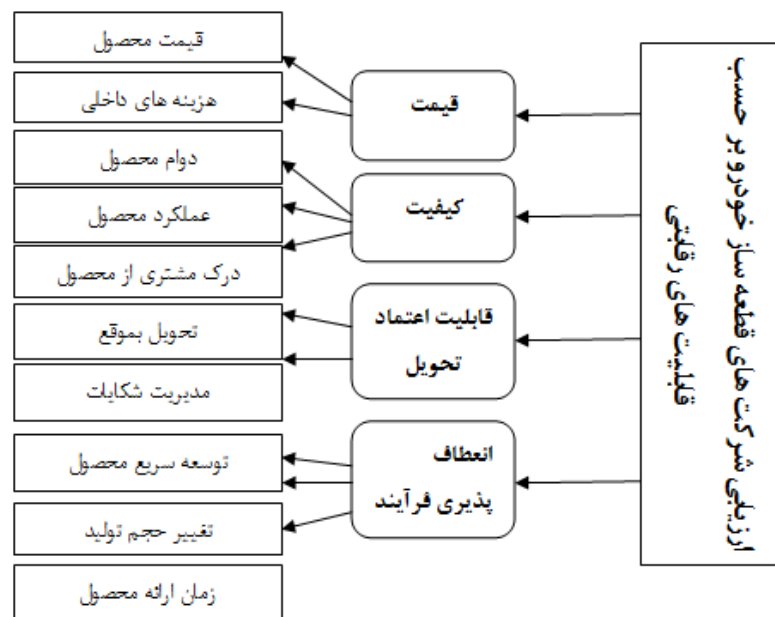 ارزیابی شرکت های قطعه ساز خودرو بر حسب
قابلیت های رقابتی
قیمت
کیفیت
قابلیت اعتماد
تحویل
انعطاف
پذیری فرآیند
قیمت محصول
هزینه های داخلی
دوام محصول
عملکرد محصول
درک مشتری از محصول
تحویل بموقع
مدیریت شکایات
توسعه سریع محصول
تغییر حجم تولید
زمان ارائه محصول